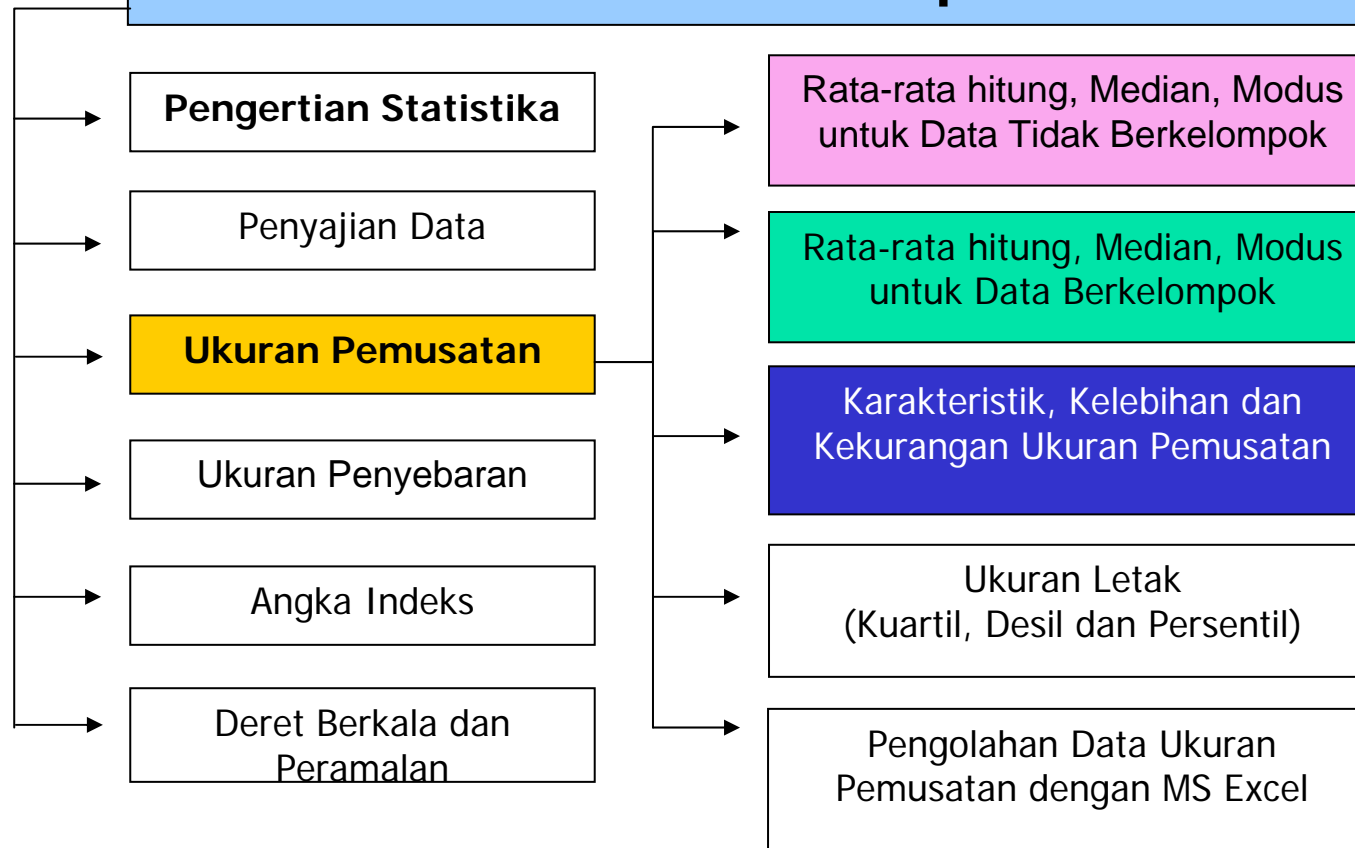 Pengertian Statistika
Penyajian Data
Ukuran Pemusatan
Ukuran Penyebaran
Angka Indeks
Deret Berkala dan
Peramalan
Rata-rata hitung, Median, Modus
untuk Data Tidak Berkelompok
Rata-rata hitung, Median, Modus
untuk Data Berkelompok
Karakteristik, Kelebihan dan
Kekurangan Ukuran Pemusatan
Ukuran Letak
(Kuartil, Desil dan Persentil)
Pengolahan Data Ukuran
Pemusatan dengan MS Excel